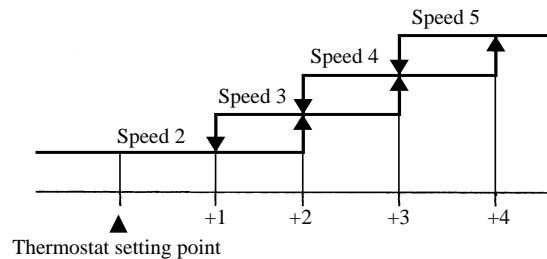 Speed 5
Speed 4
Speed 3
Speed 2
+1 +2 +3 +4
Thermostat setting point